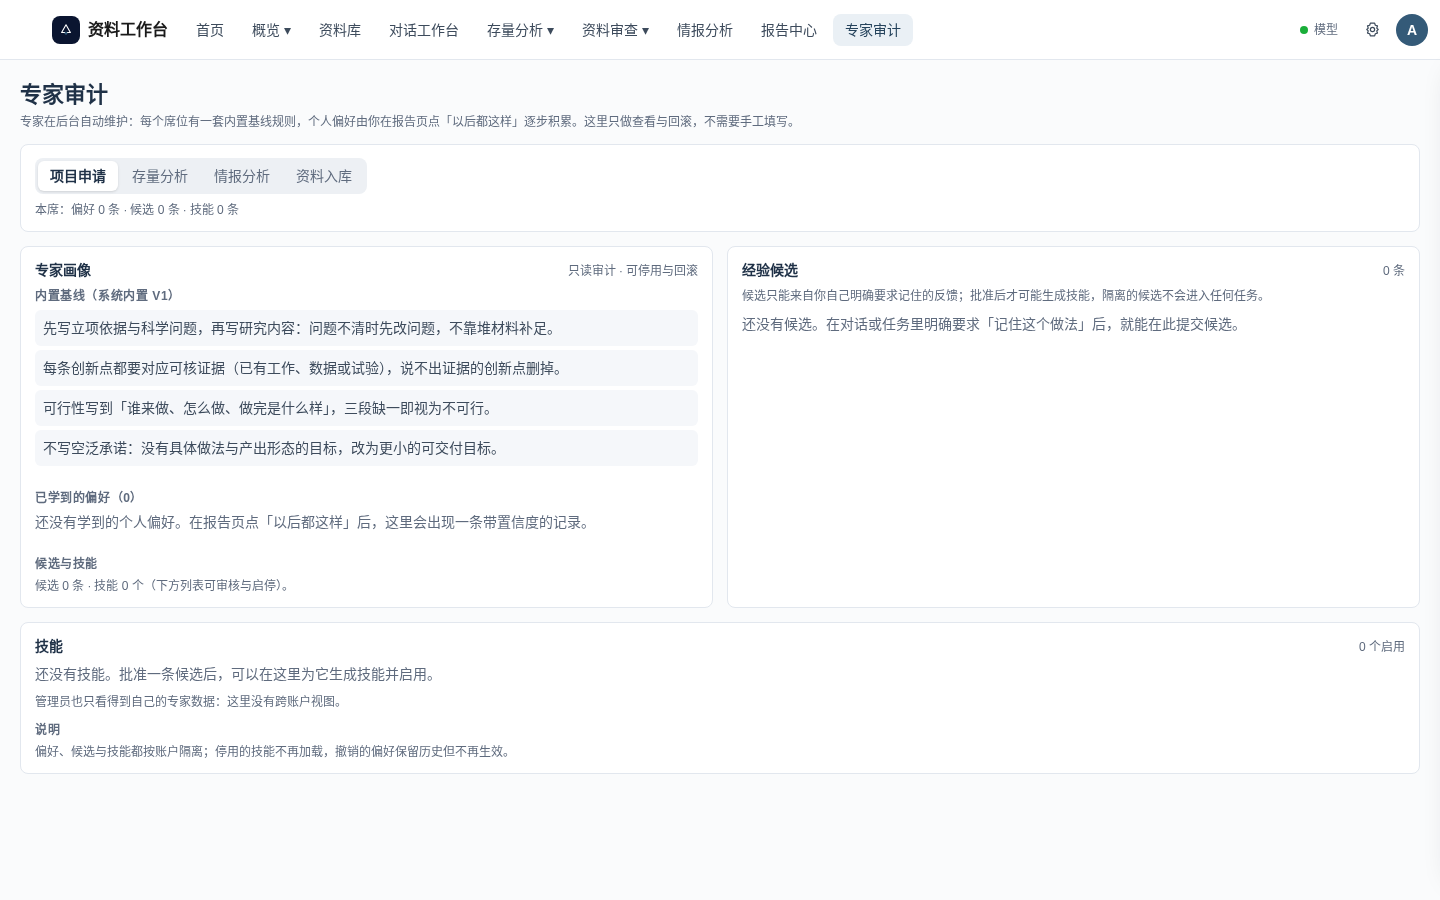 资料工作台
首页
概览 ▾
资料库
对话工作台
存量分析 ▾
资料审查 ▾
情报分析
报告中心
专家审计
模型
A
专家审计
专家在后台自动维护：每个席位有一套内置基线规则，个人偏好由你在报告页点「以后都这样」逐步积累。这里只做查看与回滚，不需要手工填写。
项目申请
存量分析
情报分析
资料入库
本席：偏好 0 条 · 候选 0 条 · 技能 0 条
专家画像
只读审计 · 可停用与回滚
内置基线（系统内置 V1）
先写立项依据与科学问题，再写研究内容：问题不清时先改问题，不靠堆材料补足。
每条创新点都要对应可核证据（已有工作、数据或试验），说不出证据的创新点删掉。
可行性写到「谁来做、怎么做、做完是什么样」，三段缺一即视为不可行。
不写空泛承诺：没有具体做法与产出形态的目标，改为更小的可交付目标。
已学到的偏好（0）
还没有学到的个人偏好。在报告页点「以后都这样」后，这里会出现一条带置信度的记录。
候选与技能
候选 0 条 · 技能 0 个（下方列表可审核与启停）。
经验候选
0 条
候选只能来自你自己明确要求记住的反馈；批准后才可能生成技能，隔离的候选不会进入任何任务。
还没有候选。在对话或任务里明确要求「记住这个做法」后，就能在此提交候选。
技能
0 个启用
还没有技能。批准一条候选后，可以在这里为它生成技能并启用。
管理员也只看得到自己的专家数据：这里没有跨账户视图。
说明
偏好、候选与技能都按账户隔离；停用的技能不再加载，撤销的偏好保留历史但不再生效。